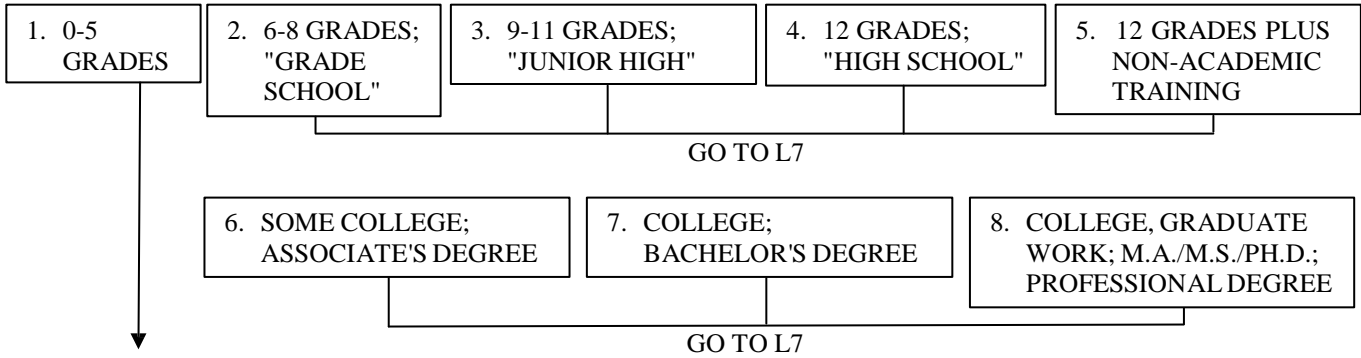 1. 0-5
GRADES
2. 6-8 GRADES;
"GRADE
SCHOOL"
3. 9-11 GRADES;
"JUNIOR HIGH"
4. 12 GRADES;
"HIGH SCHOOL"
5. 12 GRADES PLUS
NON-ACADEMIC
TRAINING
GO TO L7
6. SOME COLLEGE;
ASSOCIATE'S DEGREE
7. COLLEGE;
BACHELOR'S DEGREE
8. COLLEGE, GRADUATE
WORK; M.A./M.S./PH.D.;
PROFESSIONAL DEGREE
GO TO L7